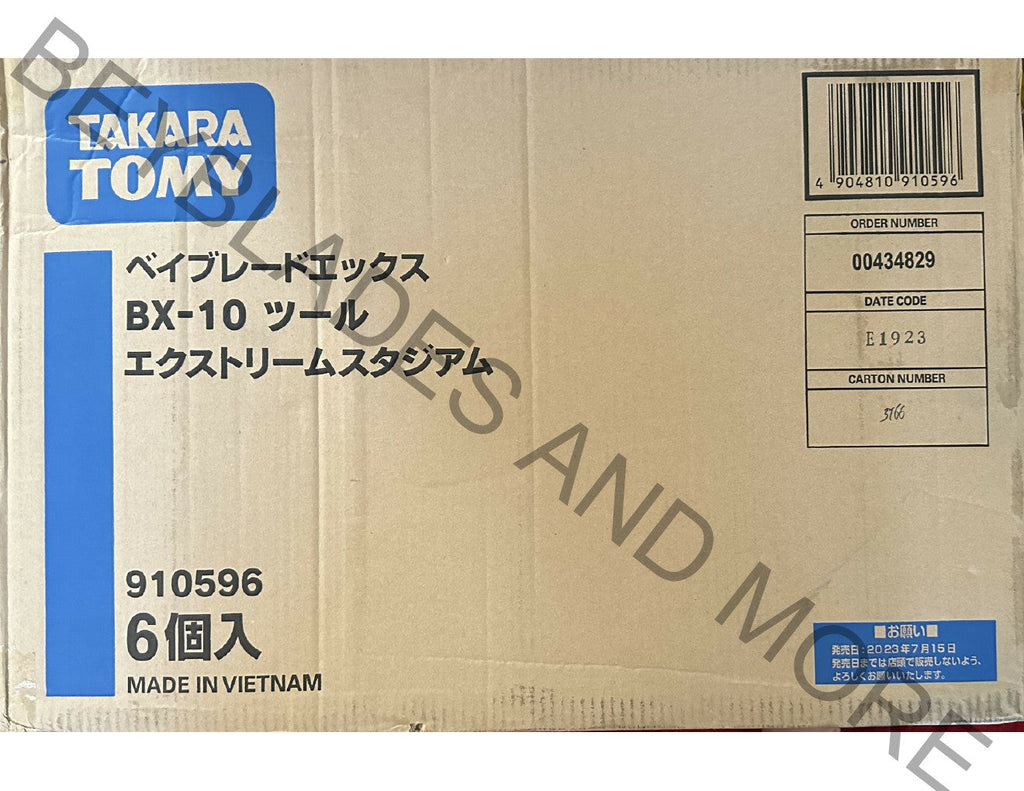 TAKARA
TOMY
ベイブレードエックス
BX-10 ツール
エクストリームスタジアム
910596
6個入
MADE IN VIETNAM
4 904810 910596
ORDER NUMBER
00434829
DATE CODE
E1923
CARTON NUMBER
3766
■お願い■
発売日：2023年7月15日
発売日までは店頭で販売しないよう、
よろしくお願いいたします。
BEYBLADES AND MORE